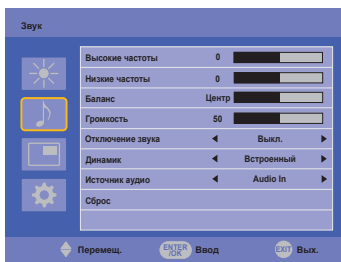 Звук
Высокие частоты 0
Низкие частоты 0
Баланс Центр
Громкость 50
Отключение звука Выкл.
Динамик Встроенный
Источник аудио Audio In
Сброс
Перемещ. ENTER /OK Ввод EXIT Вых.